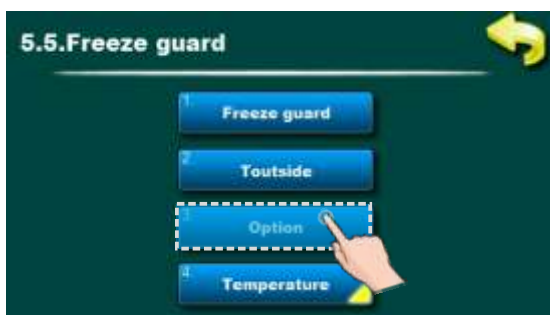 5.5.Freeze guard
1.
Freeze guard
2.
Toutside
3.
Option
4.
Temperature